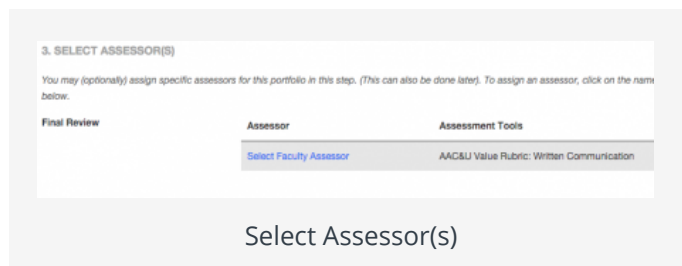 3. SELECT ASSESSOR(S)
You may (optionally) assign specific assessors for this portfolio in this step. (This can also be done later). To assign an assessor, click on the name
below.
Final Review
Assessor
Assessment Tools
Select Faculty Assessor
AAC&U Value Rubric: Written Communication
Select Assessor(s)